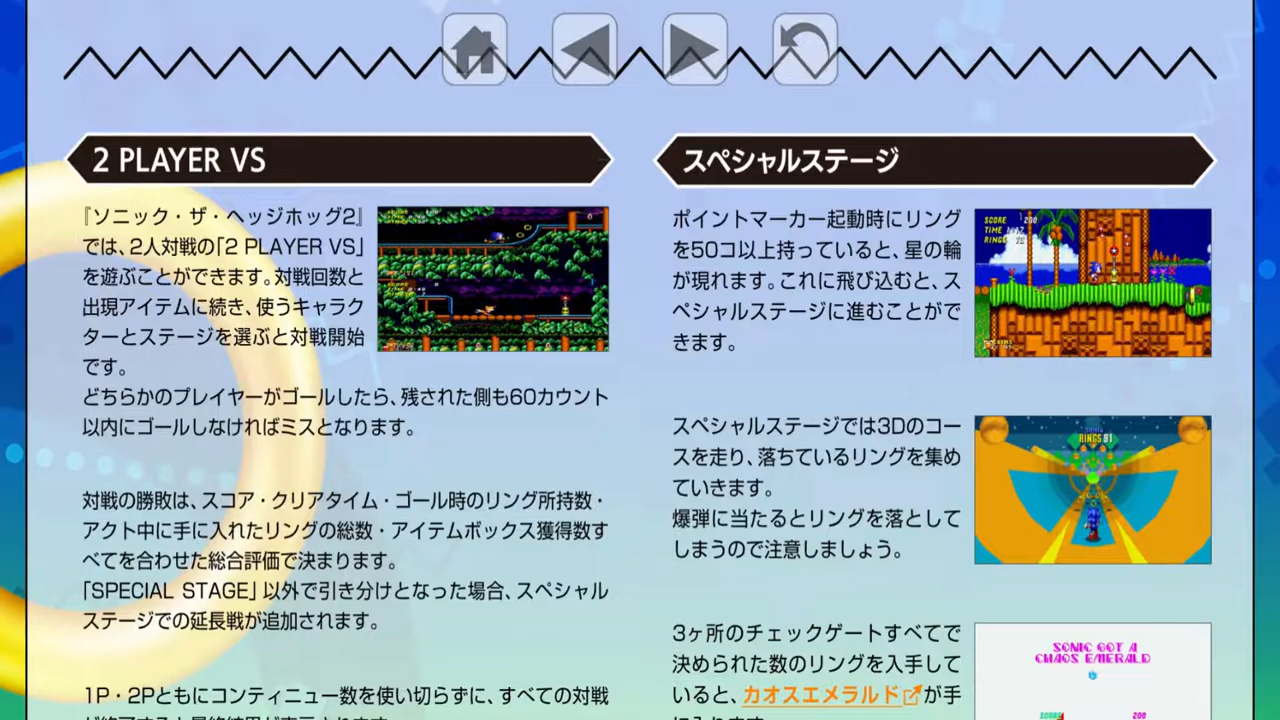 2 PLAYER VS
『ソニック・ザ・ヘッジホッグ2』
では、2人対戦の「2 PLAYER VS」
を遊ぶことができます。対戦回数と
出現アイテムに続き、使うキャラク
ターとステージを選ぶと対戦開始
です。
どちらかのプレイヤーがゴールしたら、残された側も60カウント
以内にゴールしなければミスとなります。
対戦の勝敗は、スコア・クリアタイム・ゴール時のリング所持数・
アクト中に手に入れたリングの総数・アイテムボックス獲得数す
べてを合わせた総合評価で決まります。
「SPECIAL STAGE」以外で引き分けとなった場合、スペシャル
ステージでの延長戦が追加されます。
1P・2Pともにコンティニュー数を使い切らずに、すべての対戦
スペシャルステージ
ポイントマーカー起動時にリング
を50コ以上持っていると、星の輪
が現れます。これに飛び込むと、ス
ペシャルステージに進むことがで
きます。
SCORE 200
TIME
RINGS
スペシャルステージでは3Dのコー
スを走り、落ちているリングを集め
ていきます。
爆弾に当たるとリングを落として
しまうので注意しましょう。
RINGS 81
3ヶ所のチェックゲートすべてで
決められた数のリングを入手して
いると、カオスエメラルドが手
SONIC GOT A
CHAOS EMERALD
SCORE 200